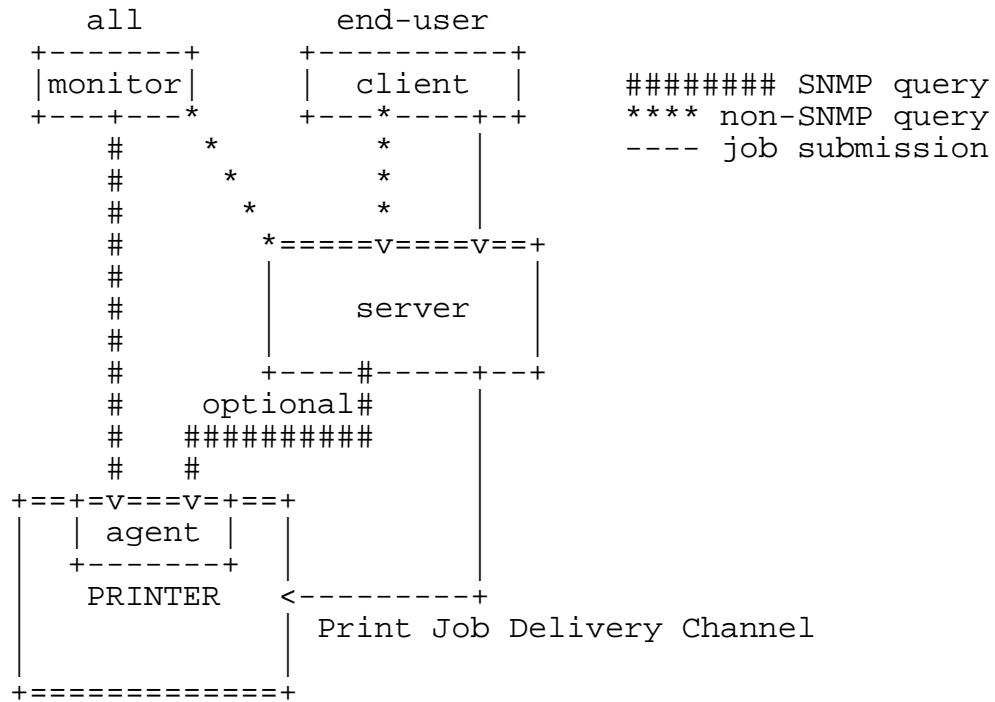 all end-user
monitor client ######## SNMP query
**** non-SNMP query
---- job submission
server
optional
agent
PRINTER
Print Job Delivery Channel